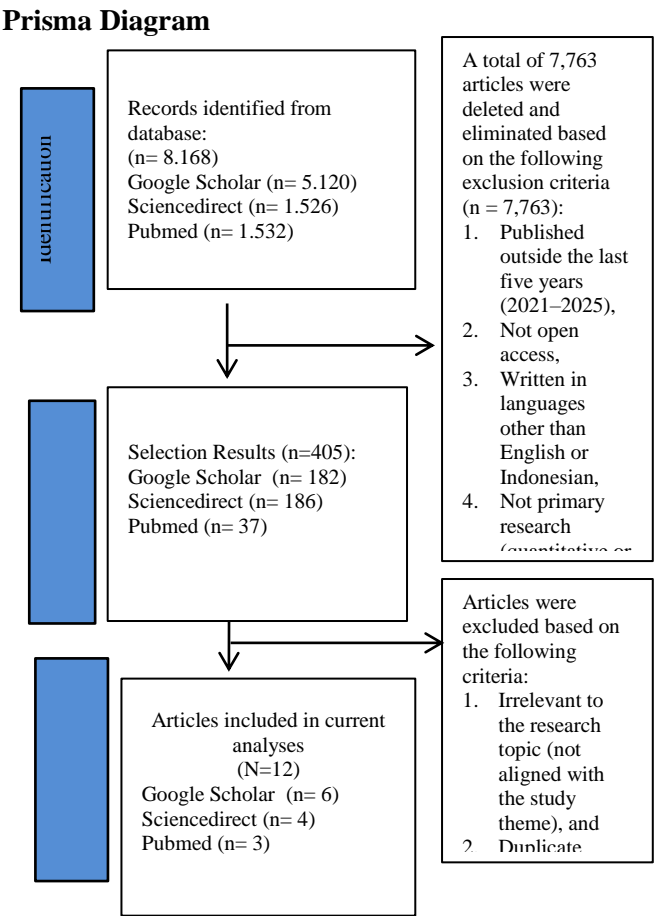 Prisma Diagram
Identification
Records identified from
database:
(n= 8.168)
Google Scholar (n= 5.120)
Sciencedirect (n= 1.526)
Pubmed (n= 1.532)
A total of 7,763
articles were
deleted and
eliminated based
on the following
exclusion criteria
(n = 7,763):
1. Published
outside the last
five years
(2021–2025),
2. Not open
access,
3. Written in
languages
other than
English or
Indonesian,
4. Not primary
research
(quantitative or
Selection Results (n=405):
Google Scholar (n= 182)
Sciencedirect (n= 186)
Pubmed (n= 37)
Articles were
excluded based on
the following
criteria:
1. Irrelevant to
the research
topic (not
aligned with
the study
theme), and
2. Duplicate
Articles included in current
analyses
(N=12)
Google Scholar (n= 6)
Sciencedirect (n= 4)
Pubmed (n= 3)